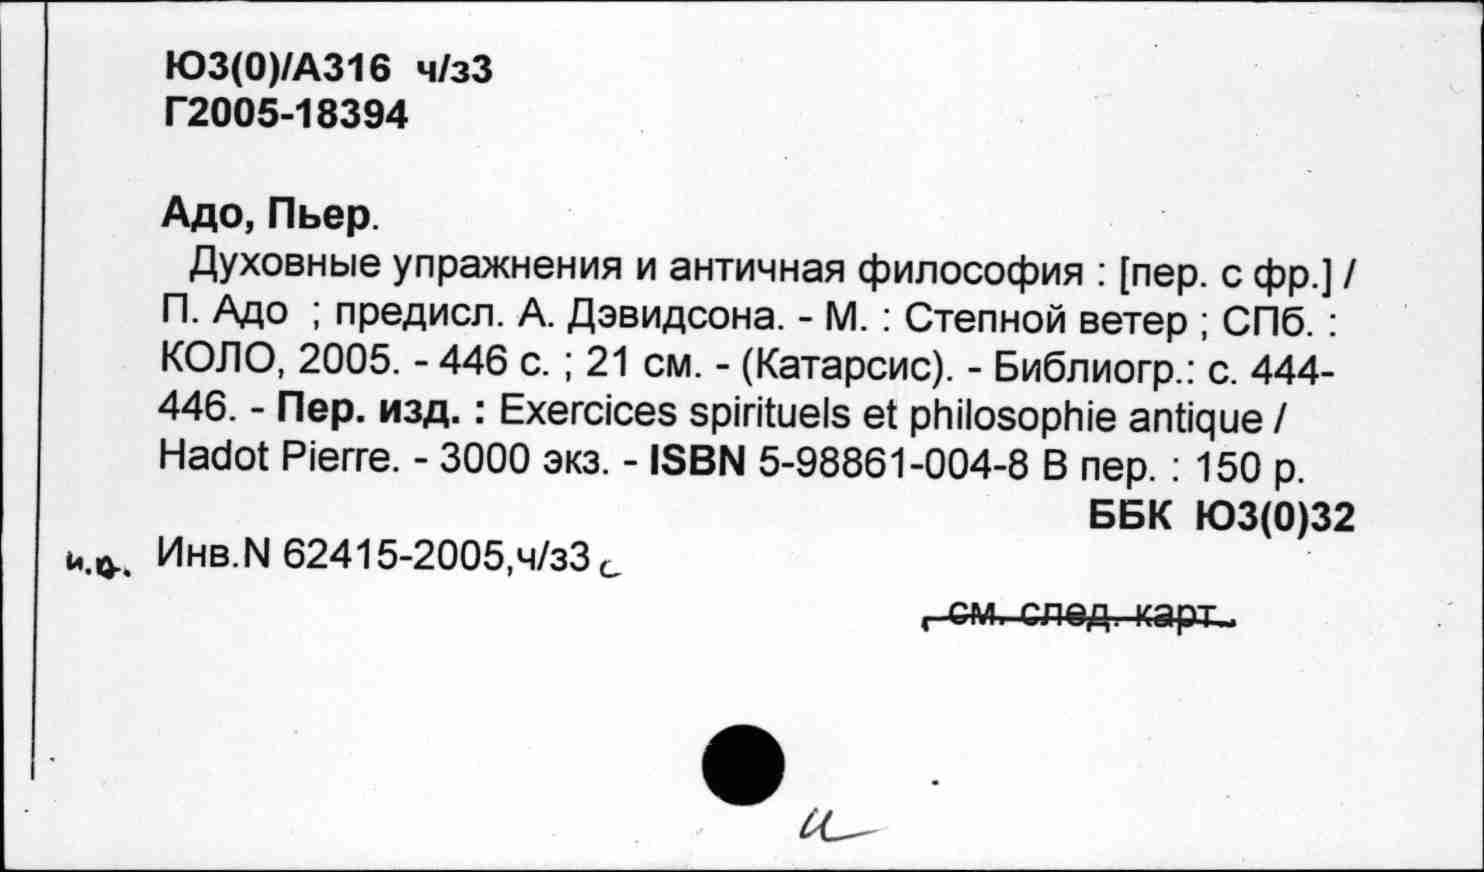 Ю3(0)/А316 ч/з3
Г2005-18394
Адо, Пьер.
Духовные упражнения и античная философия : [пер. с фр.] /
П. Адо ; предисл. А. Дэвидсона. - М. : Степной ветер ; СПб. :
КОЛО, 2005. - 446 с. ; 21 см. - (Катарсис). - Библиогр.: с. 444-
446. - Пер. изд. : Exercices spirituels et philosophie antique /
Hadot Pierre. - 3000 экз. - ISBN 5-98861-004-8 В пер. : 150 р.
ББК Ю3(0)32
Инв.N 62415-2005,ч/з3 с
см. след. карт.
и